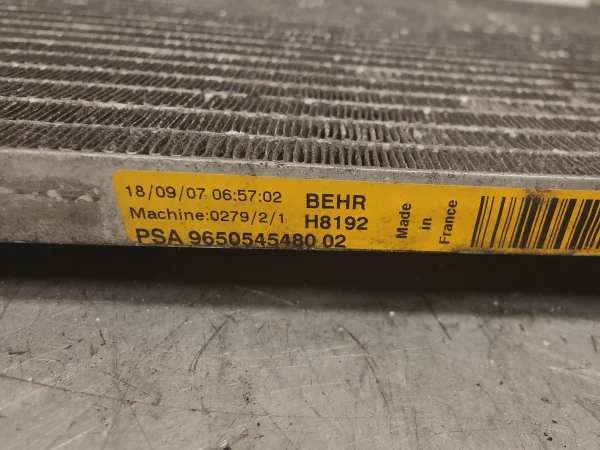 18/09/07 06:57:02 BEHR
Machine:0279/2/1 H8192
PSA 9650545480 02
Made
in
France